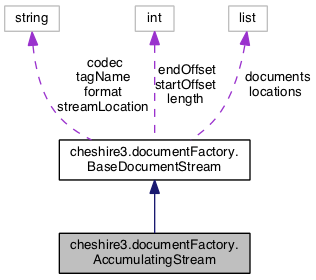 string
int
list
codec
tagName
format
streamLocation
endOffset
startOffset
length
documents
locations
cheshire3.documentFactory.
BaseDocumentStream
cheshire3.documentFactory.
AccumulatingStream